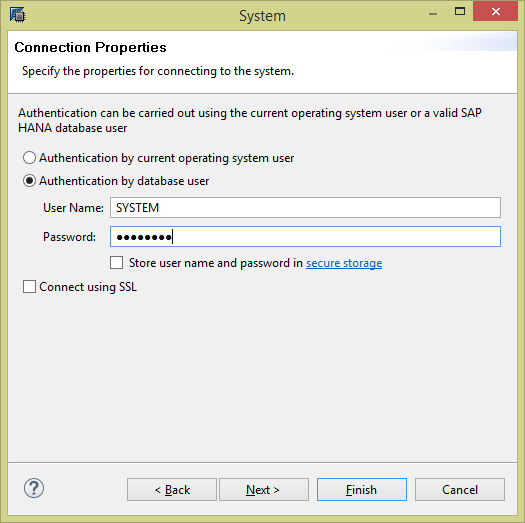 System
Connection Properties
Specify the properties for connecting to the system.
Authentication can be carried out using the current operating system user or a valid SAP
HANA database user
Authentication by current operating system user
Authentication by database user
User Name: SYSTEM
Password: ●●●●●●●●
Store user name and password in secure storage
Connect using SSL
? < Back Next > Finish Cancel